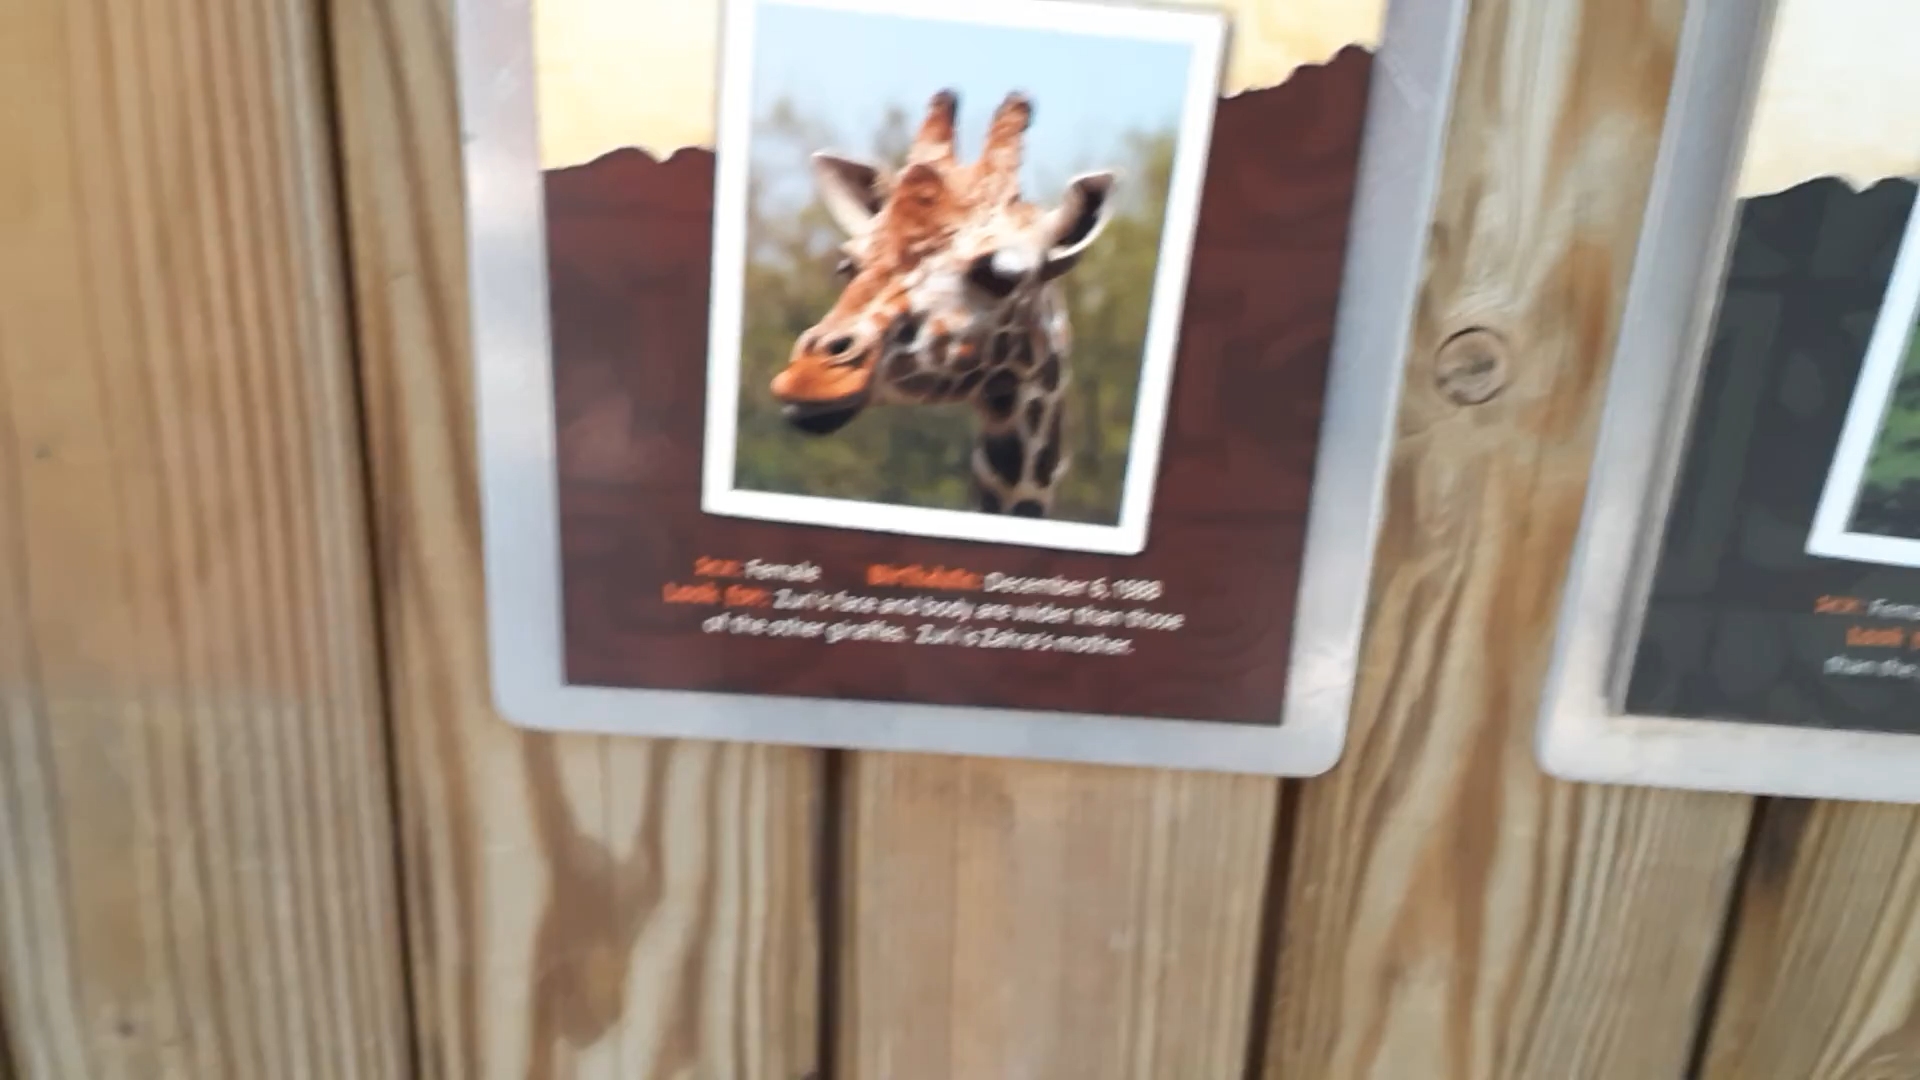 Sex: Female Birthdate: December 6, 1988
Look for: Zuri's face and body are wider than those
of the other giraffes. Zuri is Zahra's mother.
Sex:
Look
than the